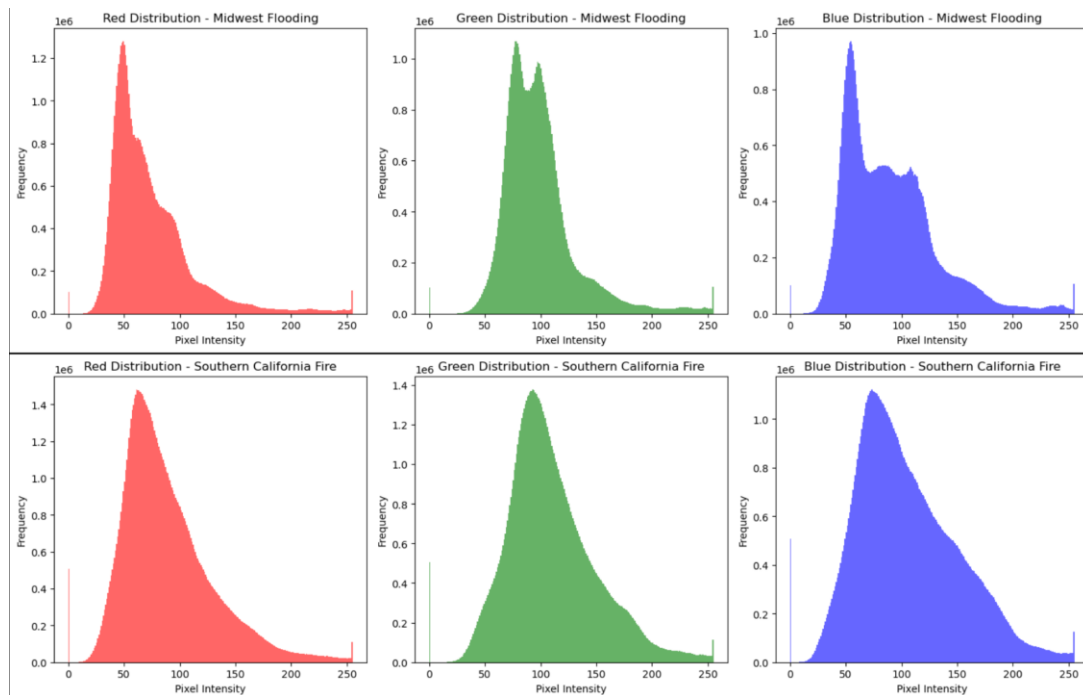 Red Distribution - Midwest Flooding
1e6
1.2
1.0
0.8
0.6
0.4
0.2
0.0
Frequency
0 50 100 150 200 250
Pixel Intensity
Green Distribution - Midwest Flooding
1e6
1.0
0.8
0.6
0.4
0.2
0.0
Frequency
0 50 100 150 200 250
Pixel Intensity
Blue Distribution - Midwest Flooding
1e6
1.0
0.8
0.6
0.4
0.2
0.0
Frequency
0 50 100 150 200 250
Pixel Intensity
Red Distribution - Southern California Fire
1e6
1.4
1.2
1.0
0.8
0.6
0.4
0.2
0.0
Frequency
0 50 100 150 200 250
Pixel Intensity
Green Distribution - Southern California Fire
1e6
1.4
1.2
1.0
0.8
0.6
0.4
0.2
0.0
Frequency
0 50 100 150 200 250
Pixel Intensity
Blue Distribution - Southern California Fire
1e6
1.0
0.8
0.6
0.4
0.2
0.0
Frequency
0 50 100 150 200 250
Pixel Intensity